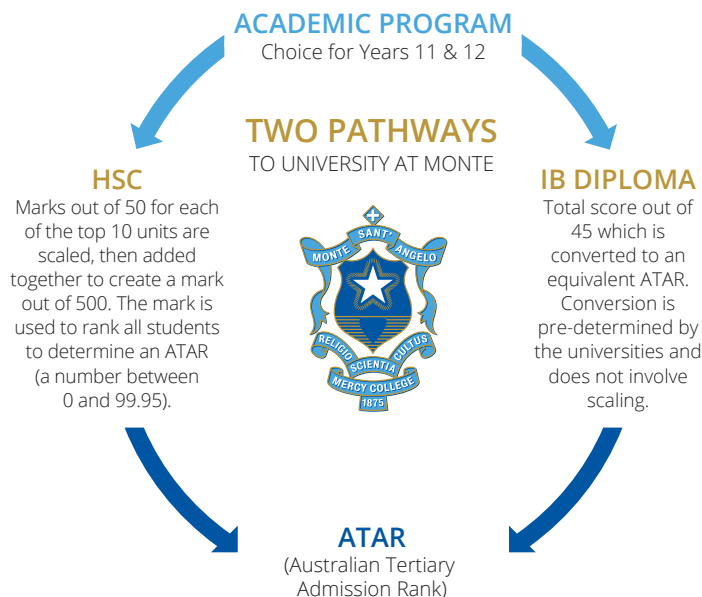 ACADEMIC PROGRAM
Choice for Years 11 & 12
TWO PATHWAYS
TO UNIVERSITY AT MONTE
HSC
Marks out of 50 for each
of the top 10 units are
scaled, then added
together to create a mark
out of 500. The mark is
used to rank all students
to determine an ATAR
(a number between
0 and 99.95).
MONTE SANT' ANGELO
RELIGIO SCIENTIA CULTUS
MERCY COLLEGE
1875
IB DIPLOMA
Total score out of
45 which is
converted to an
equivalent ATAR.
Conversion is
pre-determined by
the universities and
does not involve
scaling.
ATAR
(Australian Tertiary
Admission Rank)